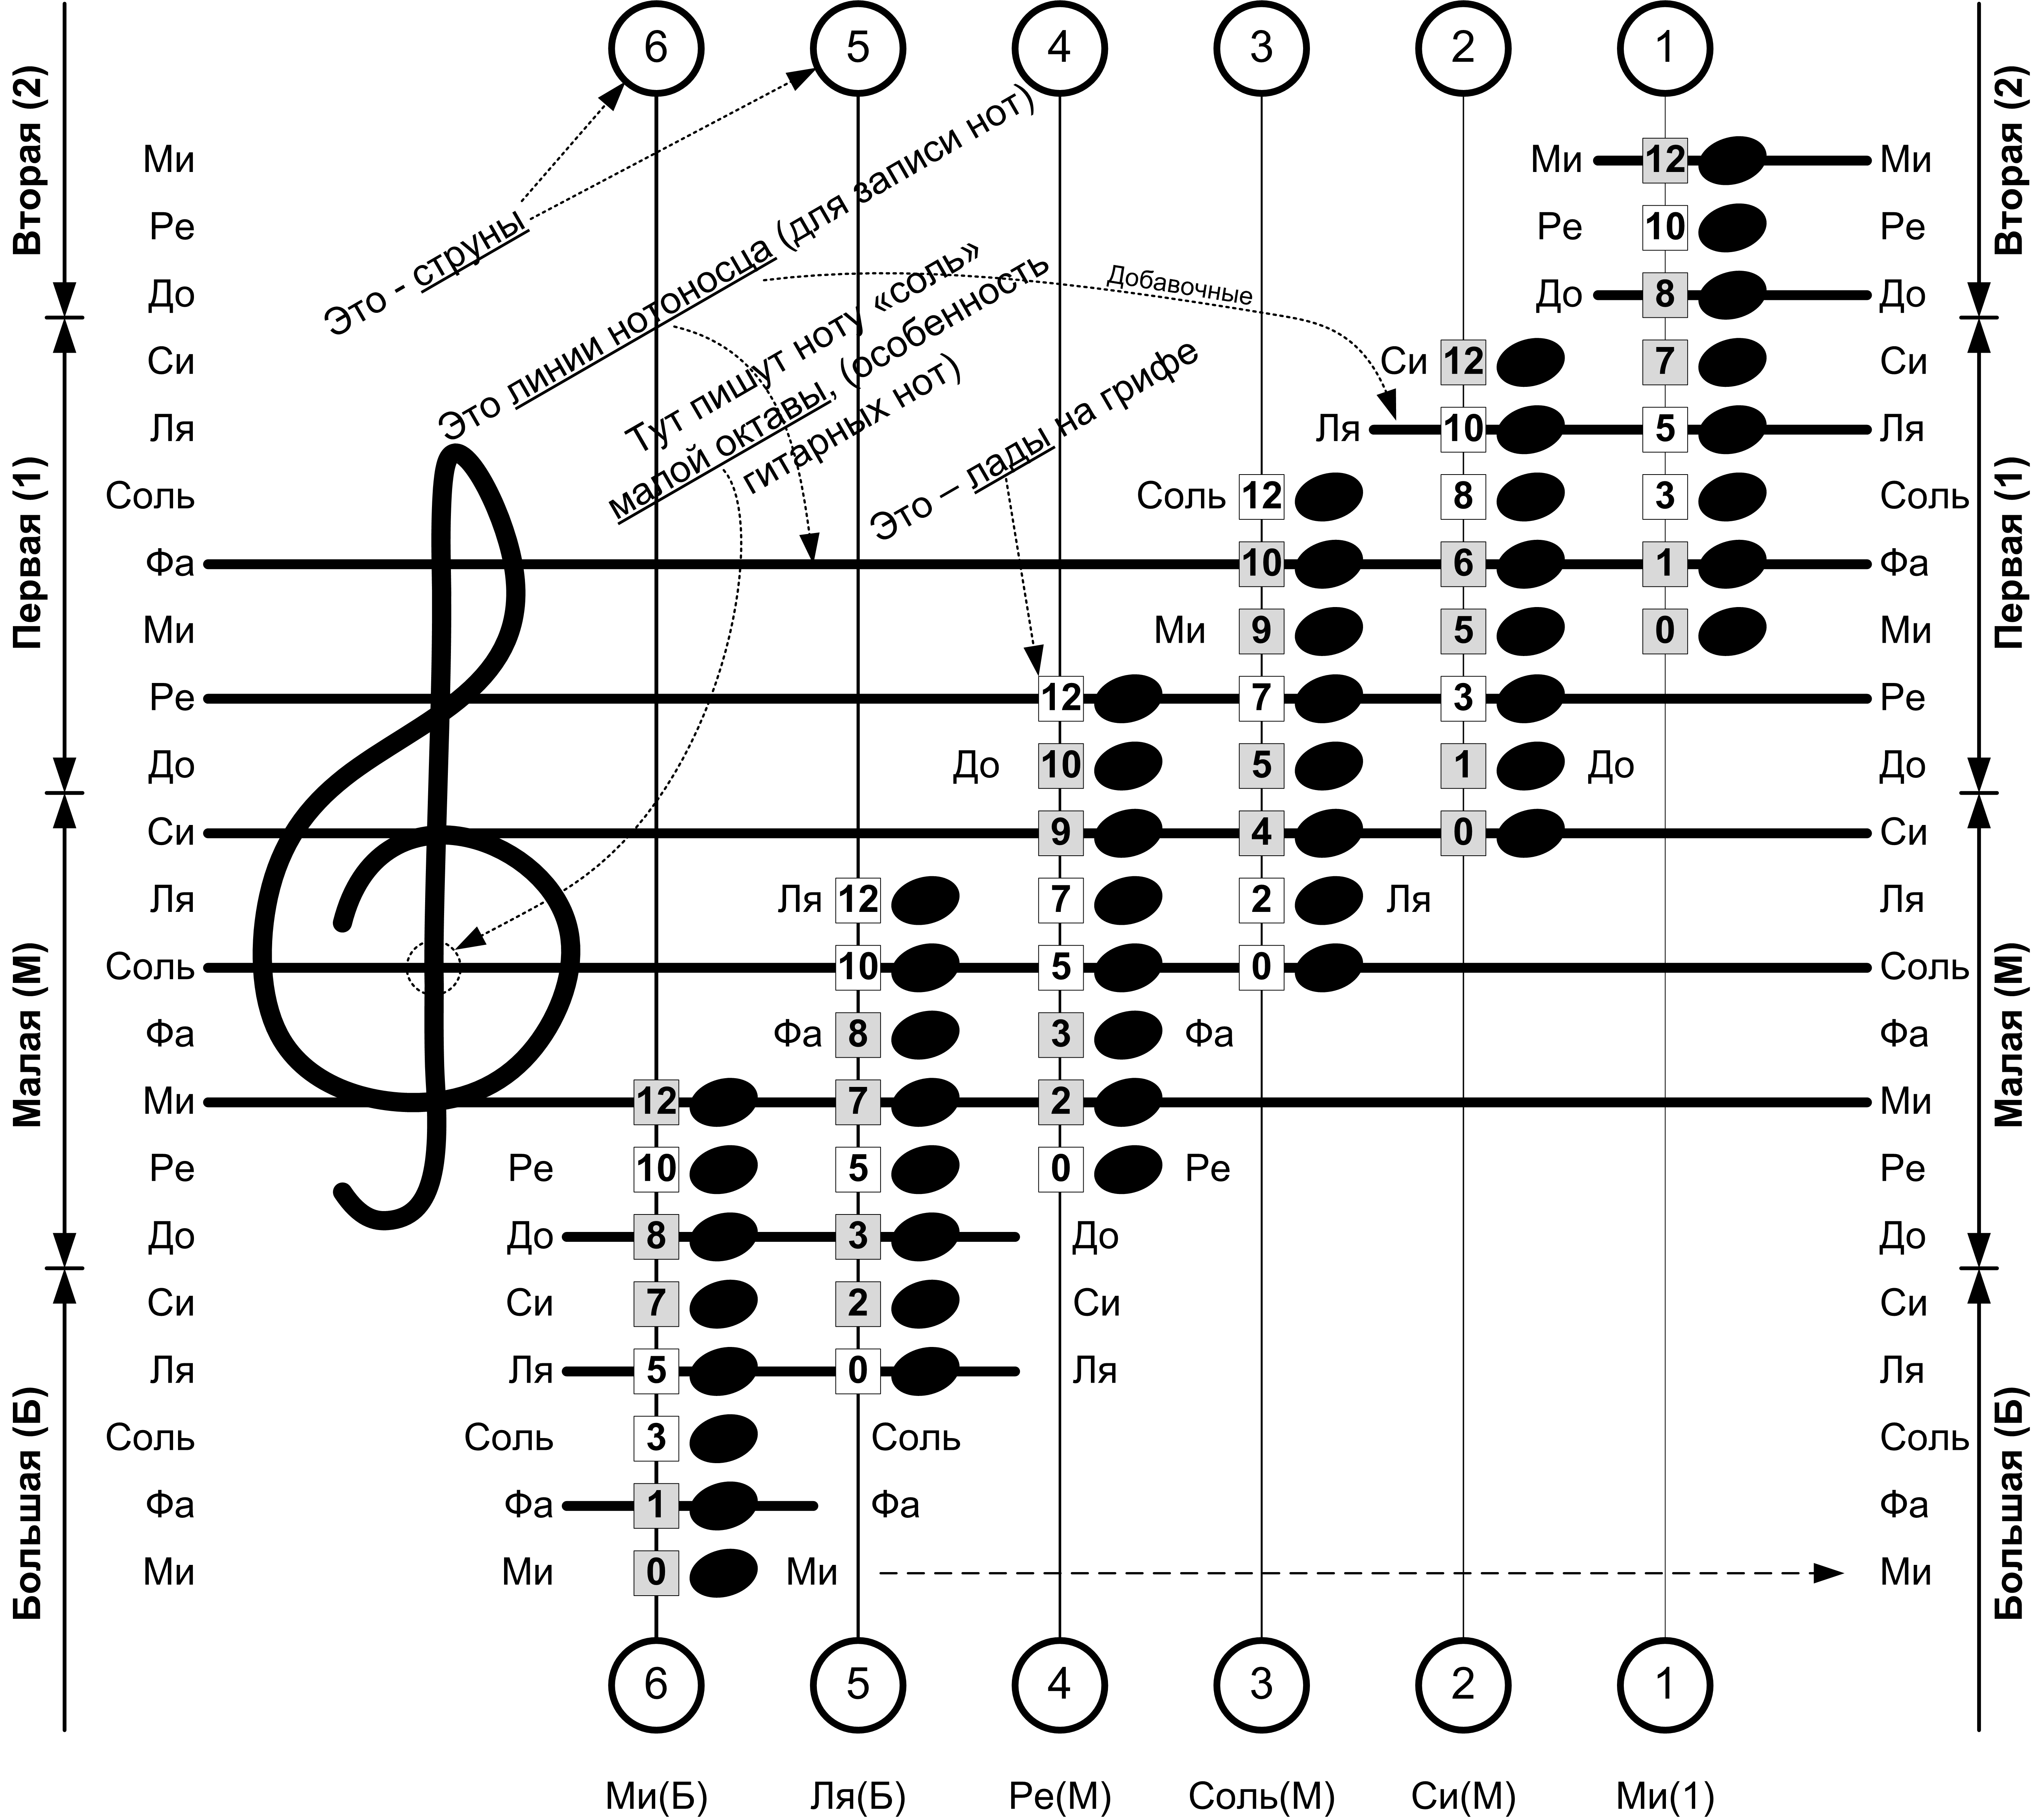 6 5 4 3 2 1
Вторая (2)
Первая (1)
Малая (М)
Большая (Б)
Вторая (2)
Первая (1)
Малая (М)
Большая (Б)
Это - струны
Это линии нотоносца (для записи нот)
Добавочные
Тут пишут ноту «соль»
малой октавы, (особенность
гитарных нот)
Это – лады на грифе
Ми Ми 12 Ми
Ре Ре 10 Ре
До До 8 До
Си Си 12 7 Си
Ля Ля 10 5 Ля
Соль Соль 12 8 3 Соль
Фа 10 6 1 Фа
Ми Ми 9 5 0 Ми
Ре 12 7 3 Ре
До До 10 5 1 До До
Си 9 4 0 Си
Ля Ля 12 7 2 Ля Ля
Соль 10 5 0 Соль
Фа Фа 8 3 Фа Фа
Ми 12 7 2 Ми
Ре Ре 10 5 0 Ре Ре
До До 8 3 До До
Си Си 7 2 Си Си
Ля Ля 5 0 Ля Ля
Соль Соль 3 Соль Соль
Фа Фа 1 Фа Фа
Ми Ми 0 Ми Ми
6 5 4 3 2 1
Ми(Б) Ля(Б) Ре(М) Соль(М) Си(М) Ми(1)